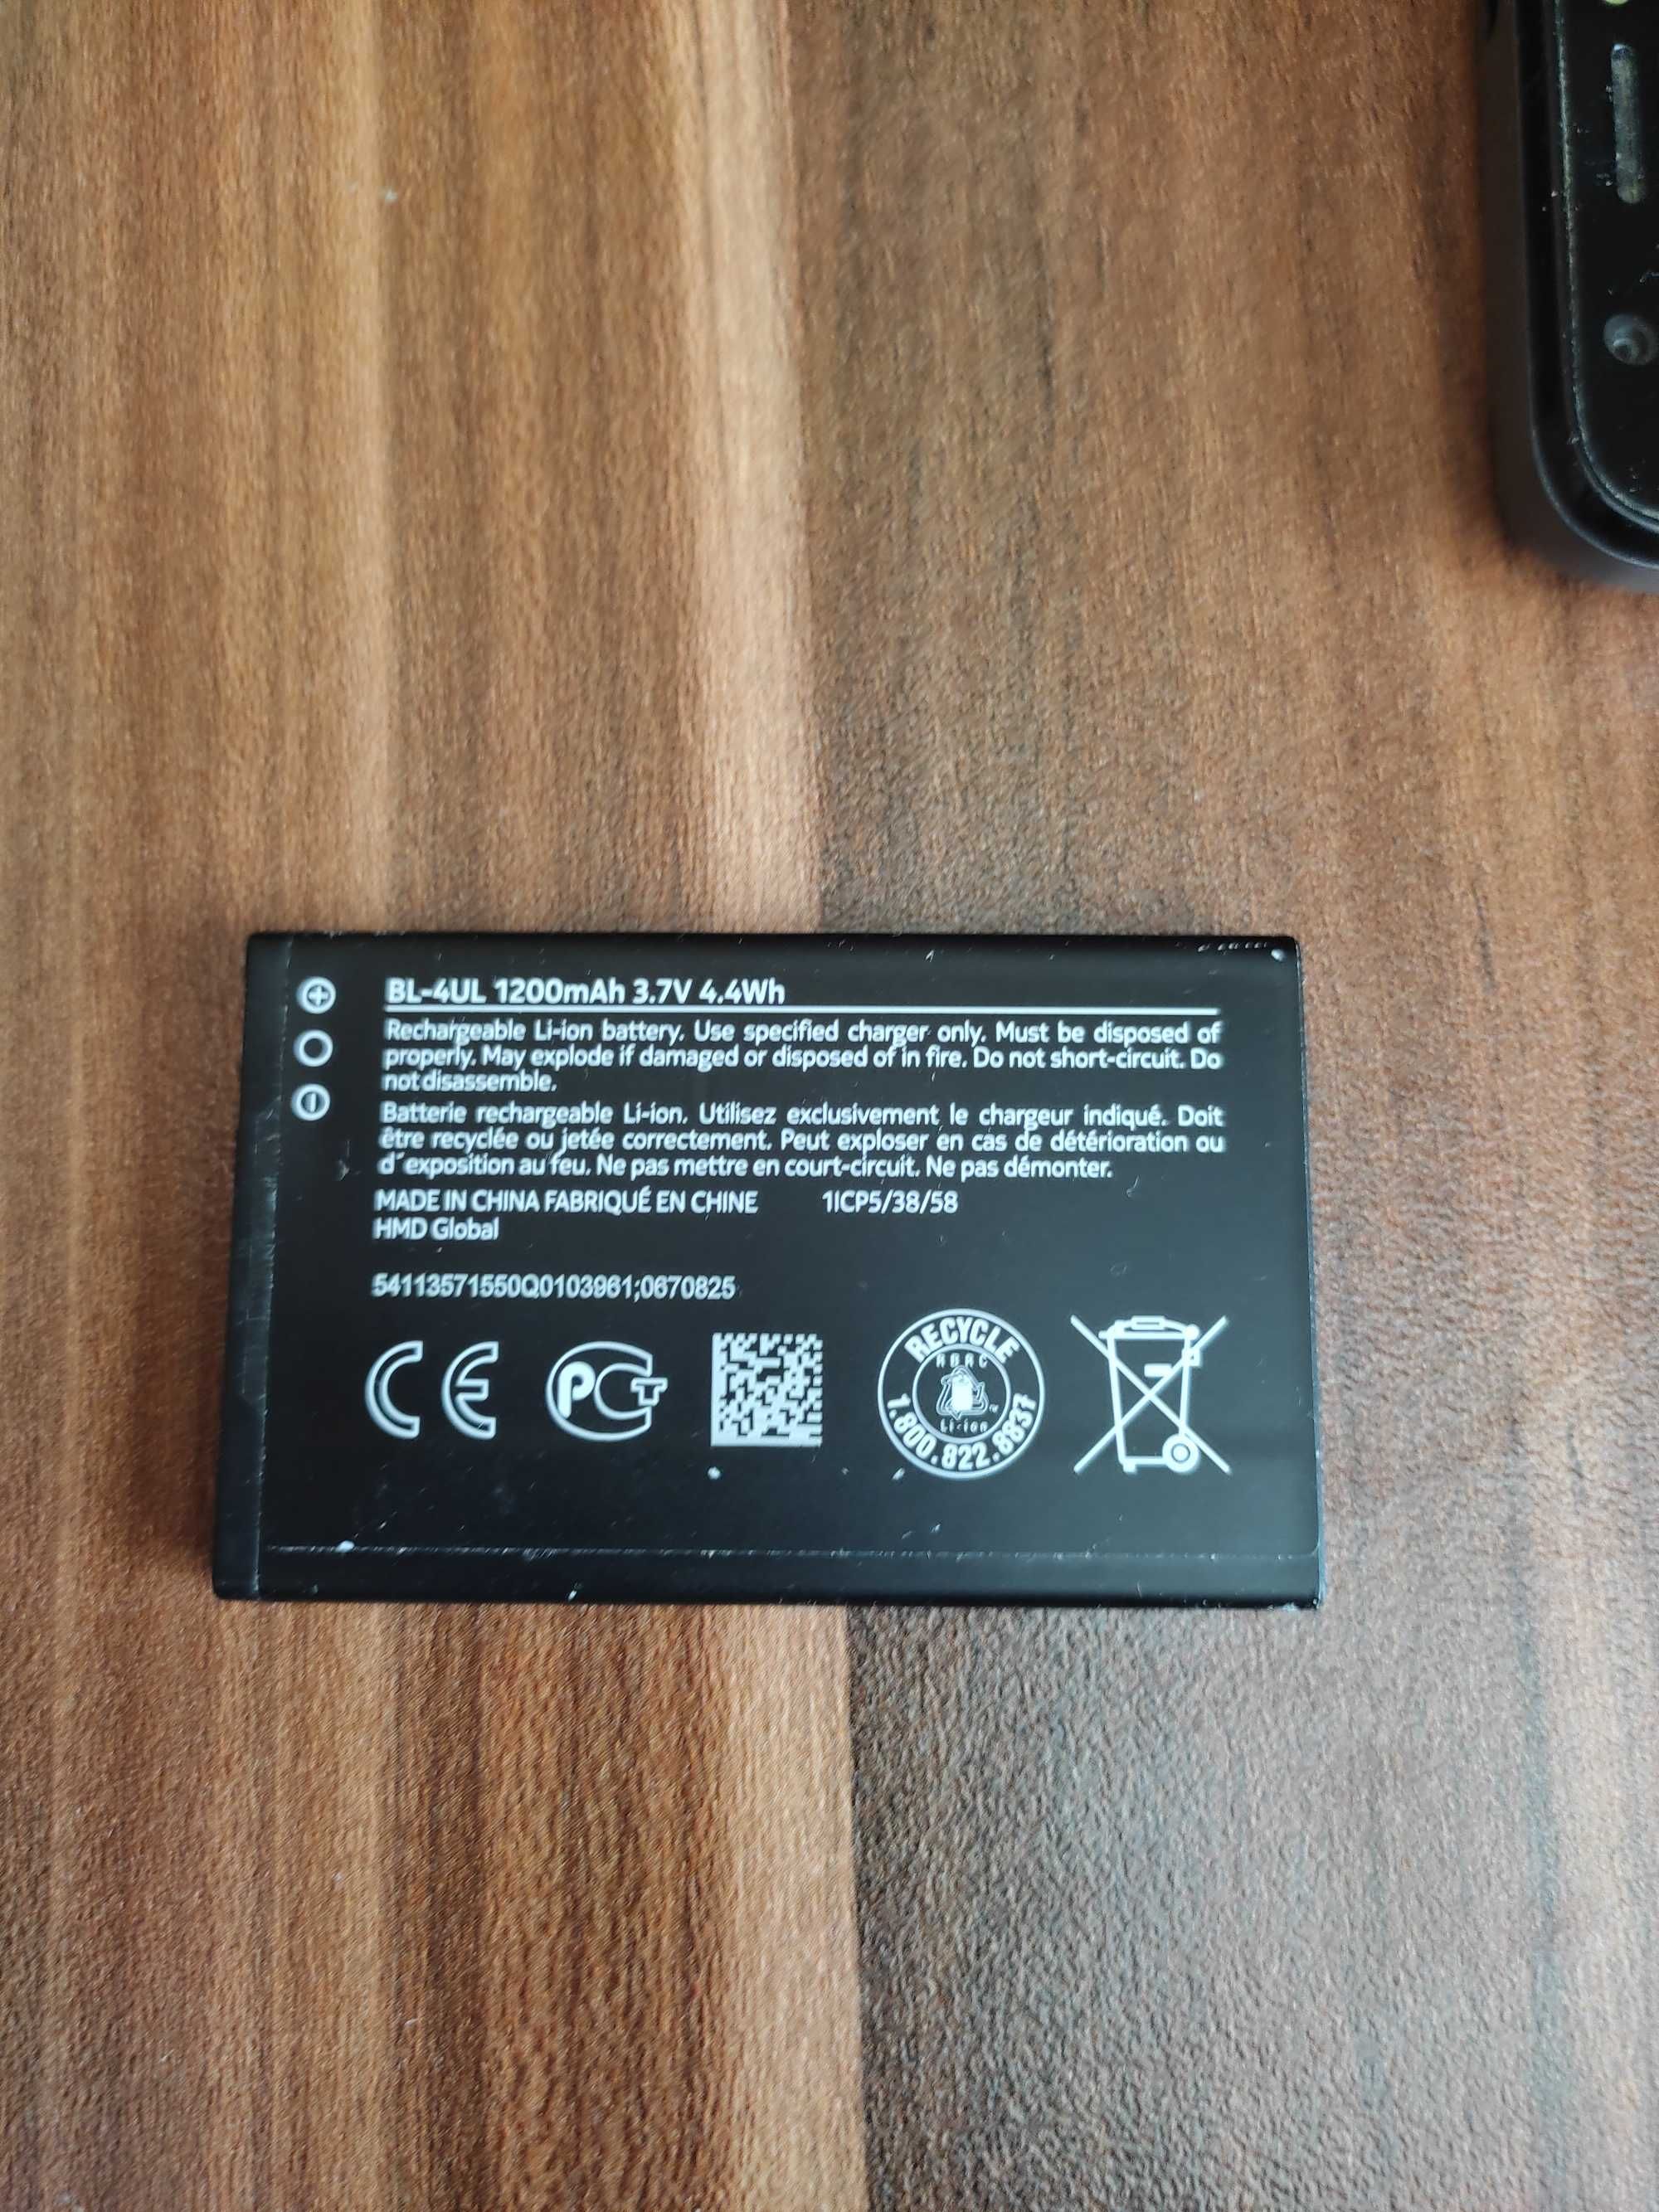 BL-4UL 1200mAh 3.7V 4.4Wh
Rechargeable Li-ion battery. Use specified charger only. Must be disposed of
properly. May explode if damaged or disposed of in fire. Do not short-circuit. Do
not disassemble.
Batterie rechargeable Li-ion. Utilisez exclusivement le chargeur indiqué. Doit
être recyclée ou jetée correctement. Peut exploser en cas de détérioration ou
d´exposition au feu. Ne pas mettre en court-circuit. Ne pas démonter.
MADE IN CHINA FABRIQUÉ EN CHINE 1ICP5/38/58
HMD Global
54113571550Q0103961;0670825
CE
РСТ
RECYCLE
RBRC
Li-ion
1.800.822.8837